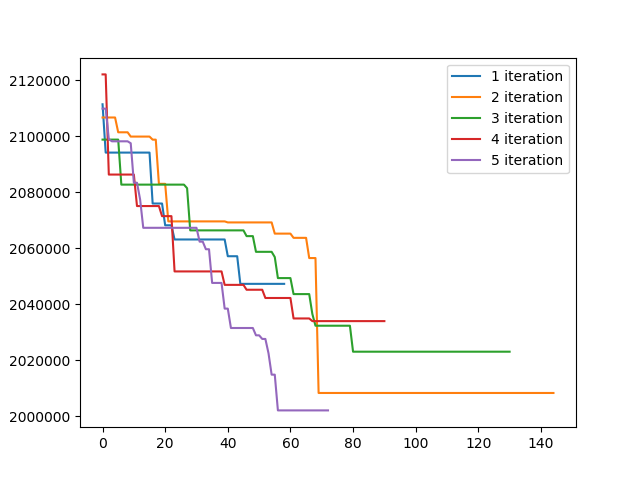 2120000
2100000
2080000
2060000
2040000
2020000
2000000
0 20 40 60 80 100 120 140
1 iteration
2 iteration
3 iteration
4 iteration
5 iteration